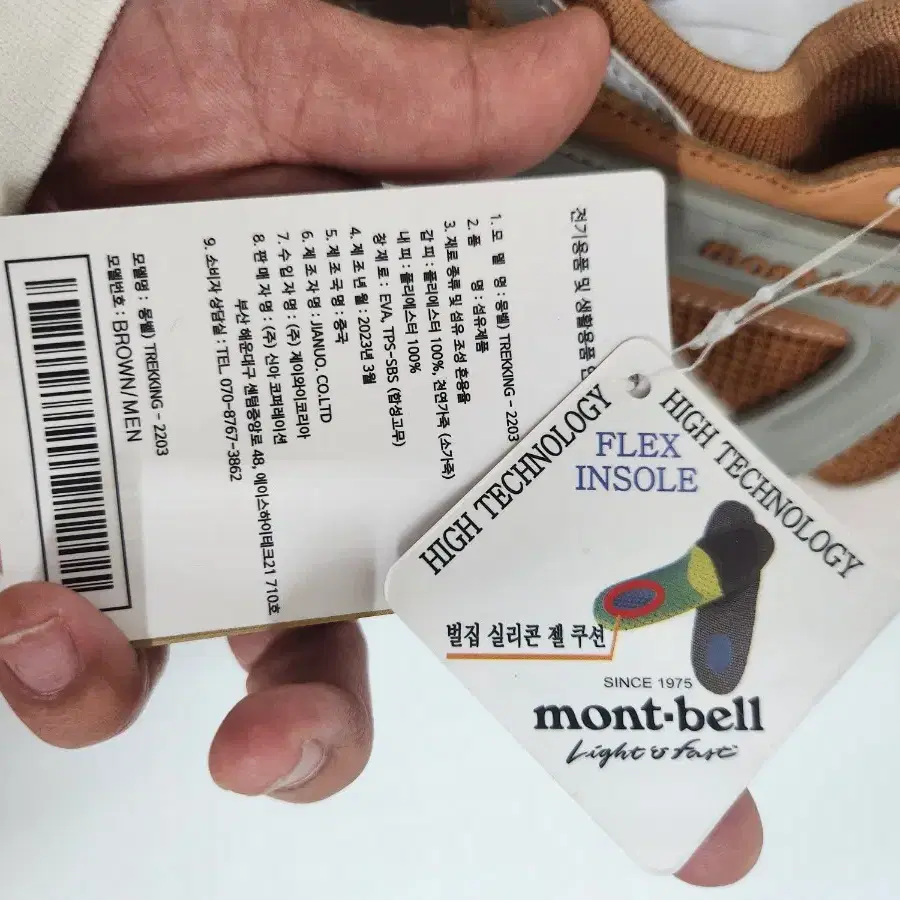 전기용품 및 생활용품 안
1. 모 델 명 : 몽벨) TREKKING - 2203
2. 품 명 : 섬유제품
3. 재료 종류 및 섬유 조성 혼용율
겉 피 : 폴리에스터 100%, 천연가죽 (소가죽)
내 피 : 폴리에스터 100%
창 재 료 : EVA, TPS-SBS (합성고무)
4. 제 조 년 월 : 2023년 3월
5. 제 조 국 명 : 중국
6. 제 조 자 명 : JIANUO. CO.LTD
7. 수 입 자 명 : (주) 제이와이코리아
8. 판 매 자 명 : (주) 신아 코퍼레이션
부산 해운대구 센텀중앙로 48, 에이스하이테크21 710호
9. 소비자 상담실 : TEL 070-8767-3862
모델명 : 몽벨) TREKKING - 2203
모델번호 : BROWN/MEN
HIGH TECHNOLOGY
HIGH TECHNOLOGY
FLEX
INSOLE
벌집 실리콘 젤 쿠션
SINCE 1975
mont-bell
Light & Fast
mont-bell